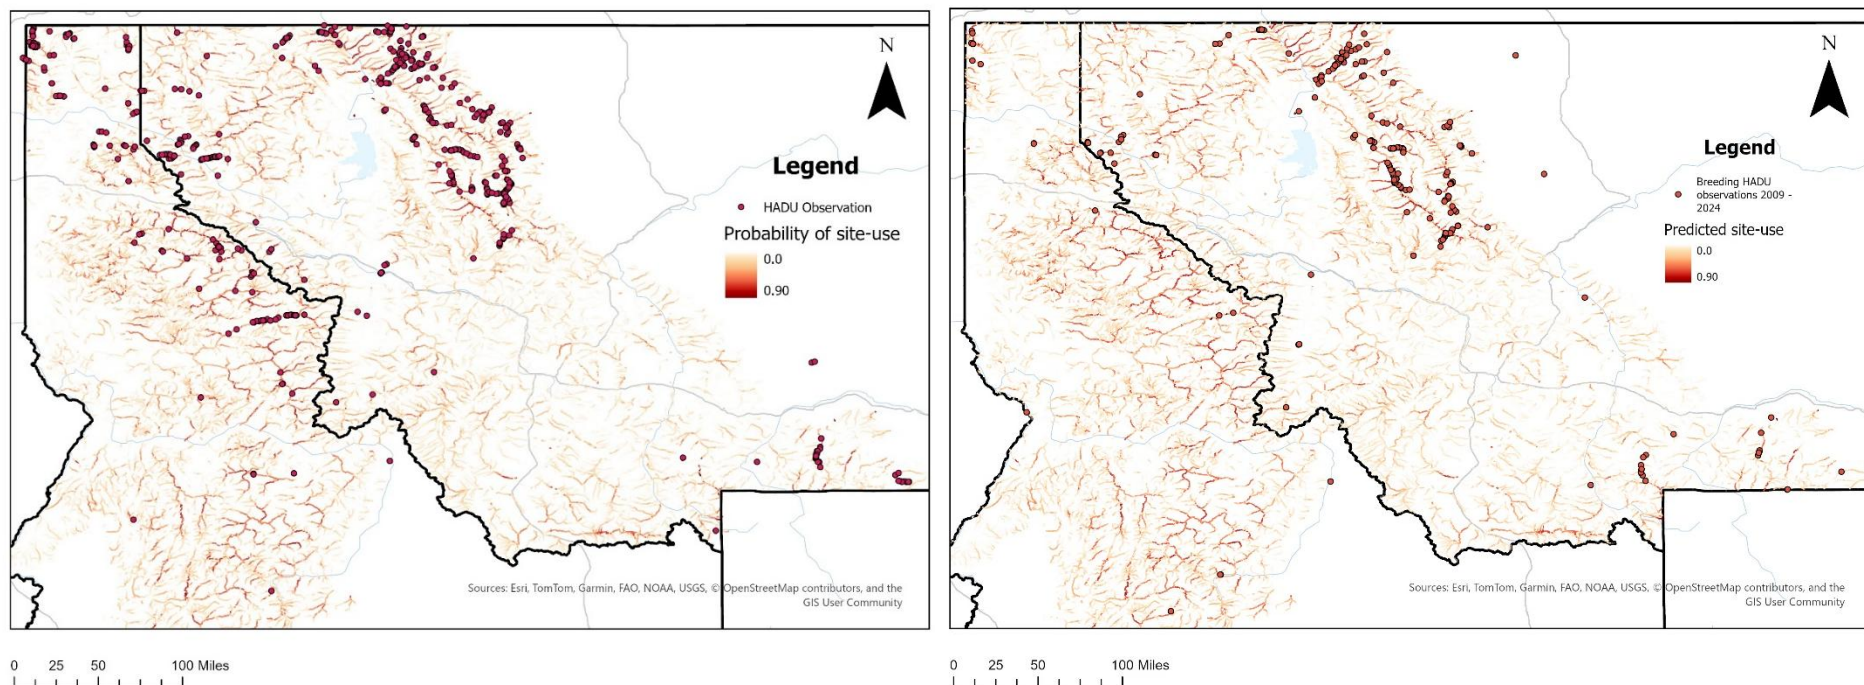 N
Legend
HADU Observation
Probability of site-use
0.0
0.90
Sources: Esri, TomTom, Garmin, FAO, NOAA, USGS, © OpenStreetMap contributors, and the
GIS User Community
0 25 50 100 Miles
N
Legend
Breeding HADU
observations 2009 -
2024
Predicted site-use
0.0
0.90
Sources: Esri, TomTom, Garmin, FAO, NOAA, USGS, © OpenStreetMap contributors, and the
GIS User Community
0 25 50 100 Miles